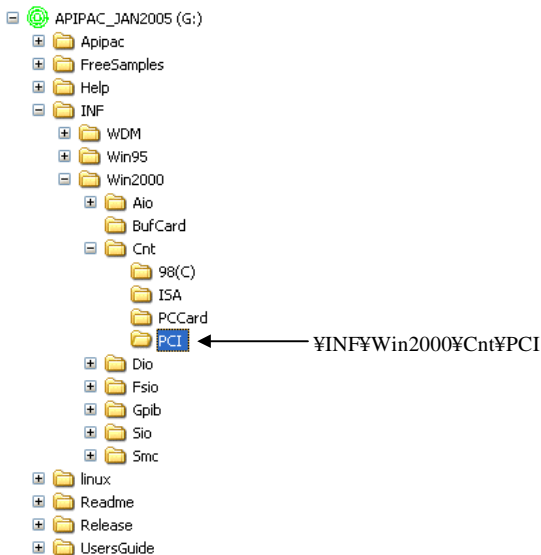 APIPAC_JAN2005 (G:)
Apipac
FreeSamples
Help
INF
WDM
Win95
Win2000
Aio
BufCard
Cnt
98(C)
ISA
PCCard
PCI
¥INF¥Win2000¥Cnt¥PCI
Dio
Fsio
Gpib
Sio
Smc
linux
Readme
Release
UsersGuide